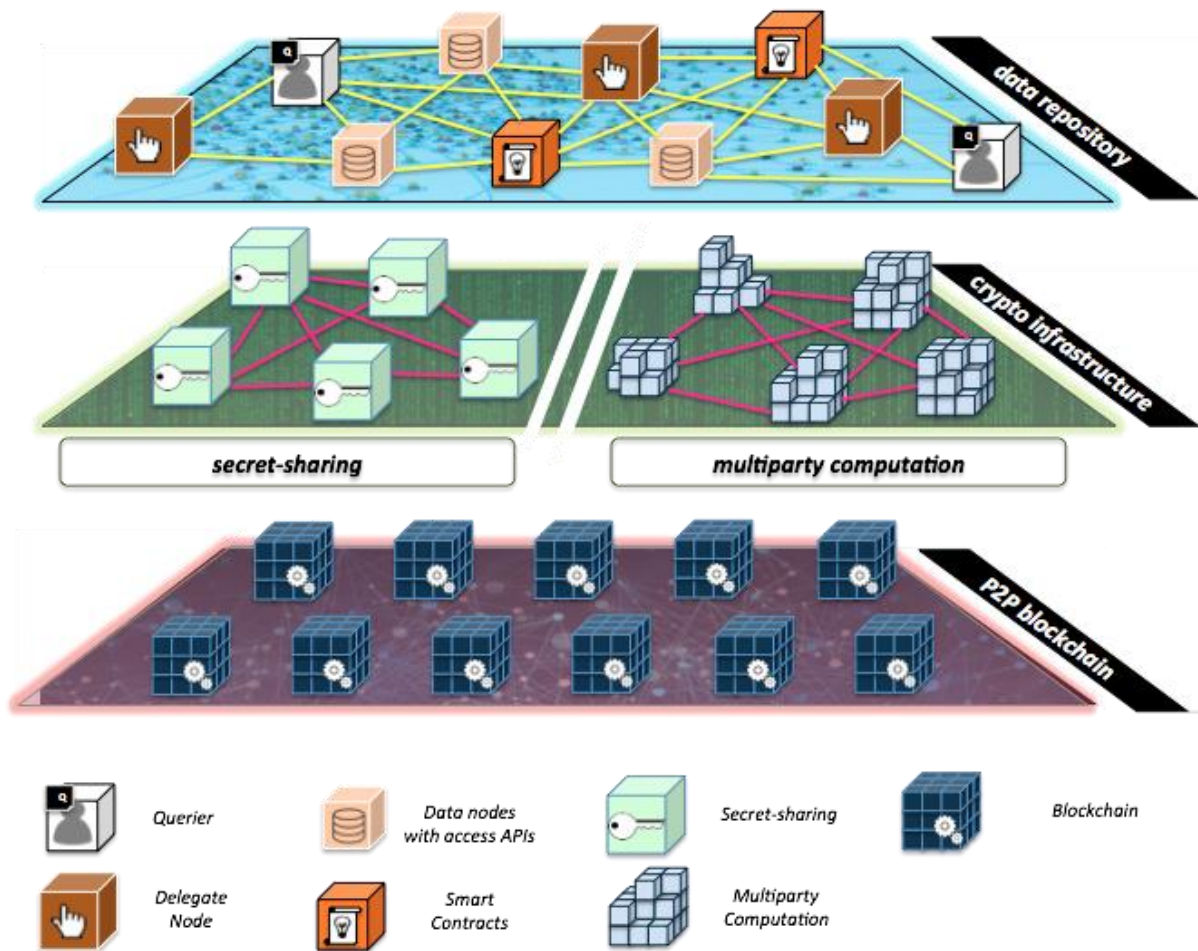 Q
data repository
Q
crypto infrastructure
secret-sharing
multiparty computation
P2P blockchain
Q
Querier
Data nodes
with access APIs
Secret-sharing
Blockchain
Delegate
Node
Smart
Contracts
Multiparty
Computation